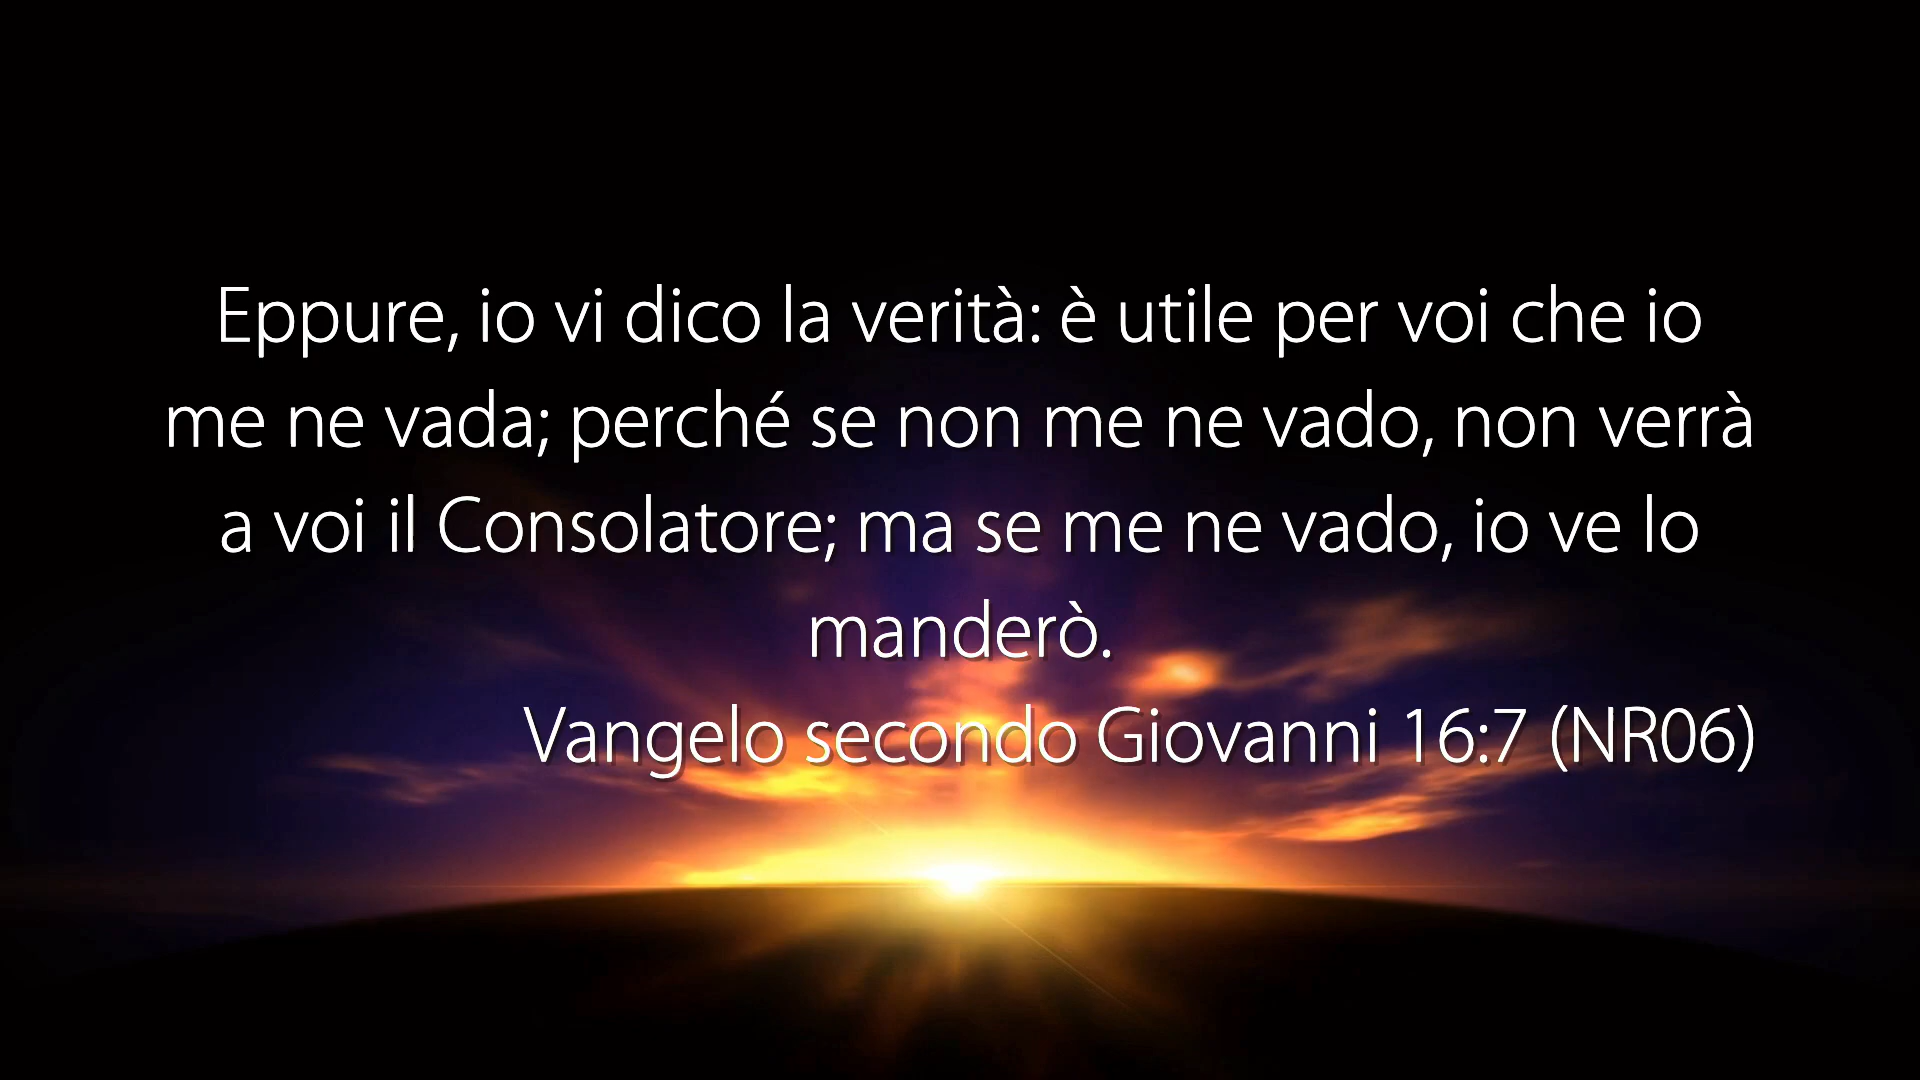 Eppure, io vi dico la verità: è utile per voi che io
me ne vada; perché se non me ne vado, non verrà
a voi il Consolatore; ma se me ne vado, io ve lo
manderò.
Vangelo secondo Giovanni 16:7 (NR06)